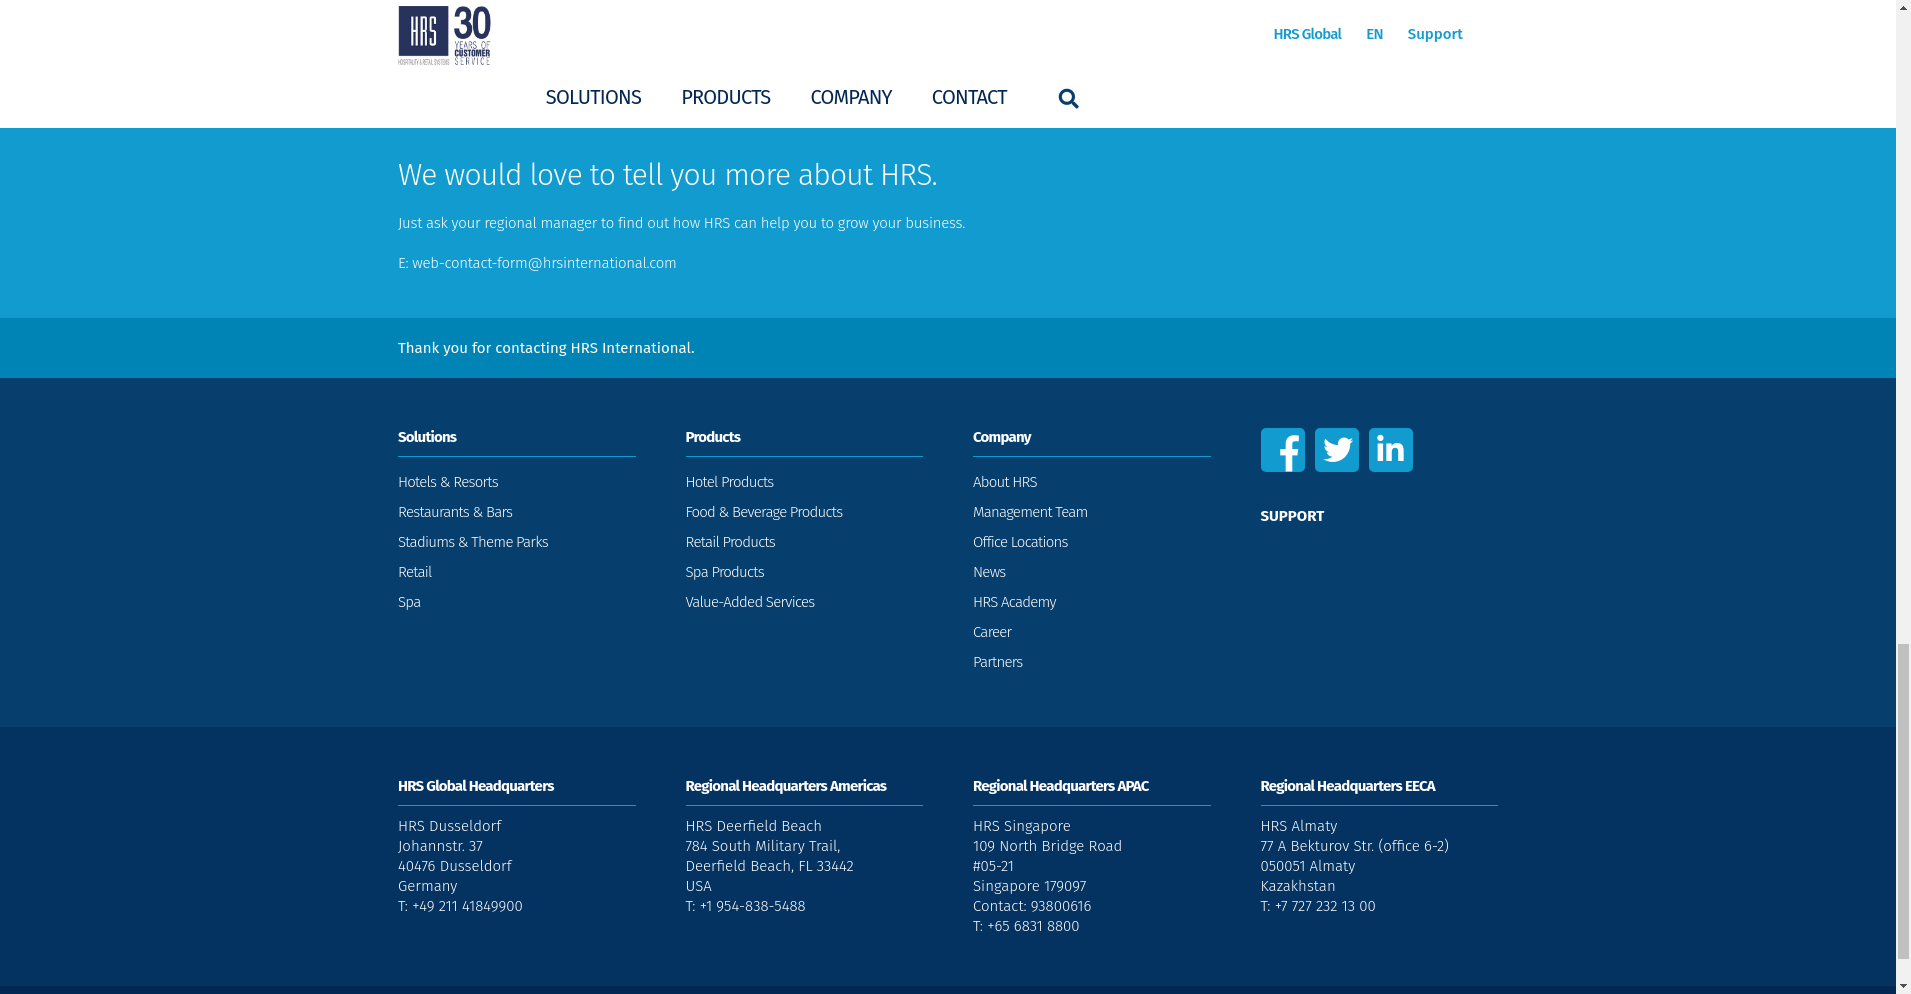 HRS
30
YEARS OF
CUSTOMER
SERVICE
HOSPITALITY & RETAIL SYSTEMS
HRS Global
EN
Support
SOLUTIONS
PRODUCTS
COMPANY
CONTACT
We would love to tell you more about HRS.
Just ask your regional manager to find out how HRS can help you to grow your business.
E: web-contact-form@hrsinternational.com
Thank you for contacting HRS International.
Solutions
Hotels & Resorts
Restaurants & Bars
Stadiums & Theme Parks
Retail
Spa
Products
Hotel Products
Food & Beverage Products
Retail Products
Spa Products
Value-Added Services
Company
About HRS
Management Team
Office Locations
News
HRS Academy
Career
Partners
SUPPORT
HRS Global Headquarters
HRS Dusseldorf
Johannstr. 37
40476 Dusseldorf
Germany
T: +49 211 41849900
Regional Headquarters Americas
HRS Deerfield Beach
784 South Military Trail,
Deerfield Beach, FL 33442
USA
T: +1 954-838-5488
Regional Headquarters APAC
HRS Singapore
109 North Bridge Road
#05-21
Singapore 179097
Contact: 93800616
T: +65 6831 8800
Regional Headquarters EECA
HRS Almaty
77 A Bekturov Str. (office 6-2)
050051 Almaty
Kazakhstan
T: +7 727 232 13 00